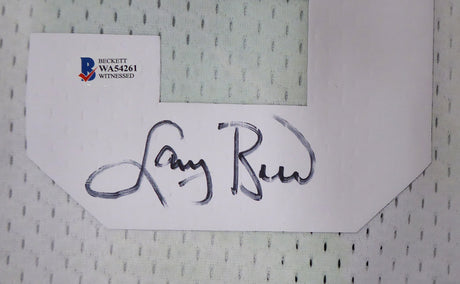 B
BECKETT
WA54261
WITNESSED
Larry Bird